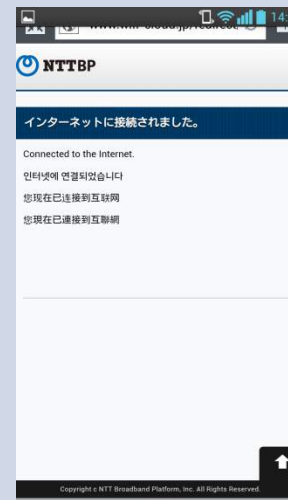 14:
NTTBP
インターネットに接続されました。
Connected to the Internet.
인터넷에 연결되었습니다
您现在已连接到互联网
您現在已連接到互聯網
Copyright c NTT Broadband Platform, Inc. All Rights Reserved.